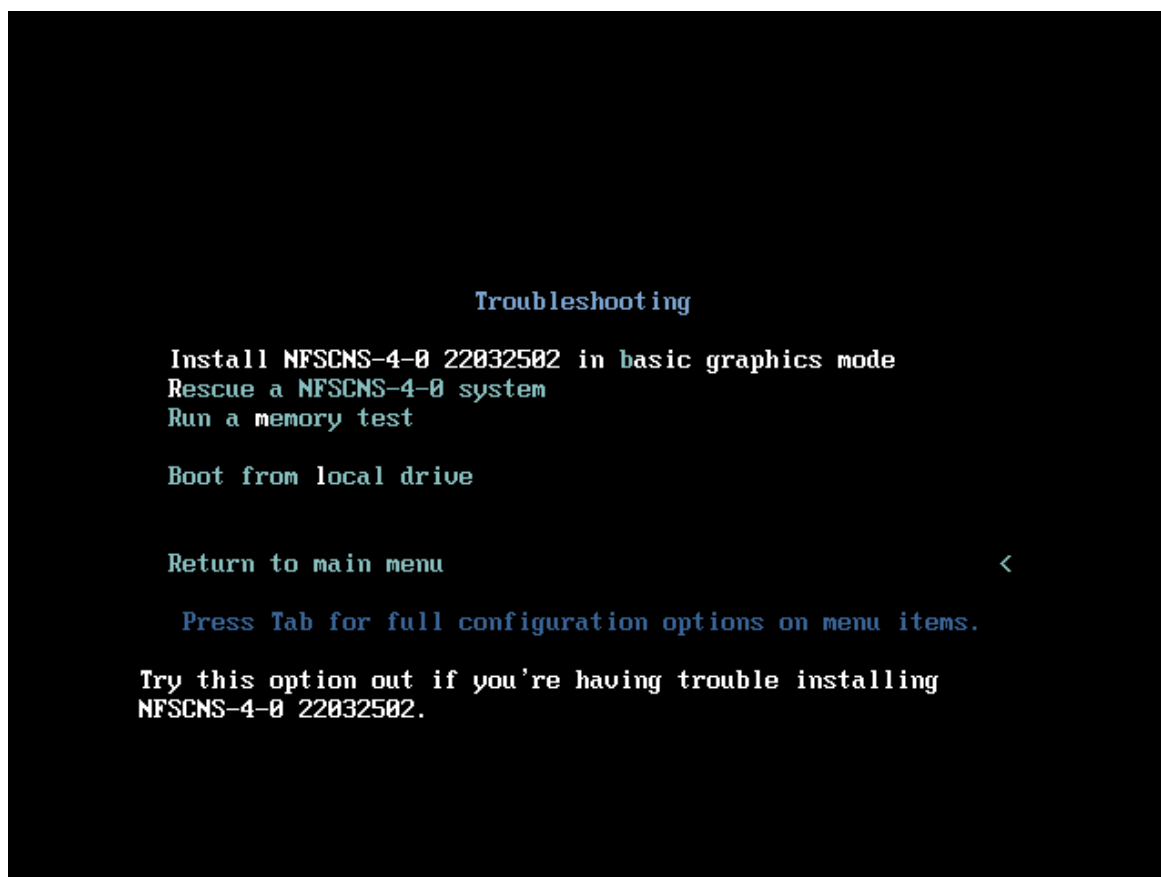 Troubleshooting
Install NFSCNS-4-0 22032502 in basic graphics mode
Rescue a NFSCNS-4-0 system
Run a memory test
Boot from local drive
Return to main menu <
Press Tab for full configuration options on menu items.
Try this option out if you're having trouble installing
NFSCNS-4-0 22032502.